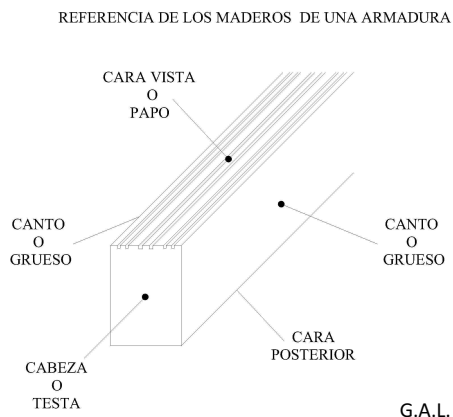 REFERENCIA DE LOS MADEROS DE UNA ARMADURA
CARA VISTA
O
PAPO
CANTO
O
GRUESO
CANTO
O
GRUESO
CARA
POSTERIOR
CABEZA
O
TESTA
G.A.L.